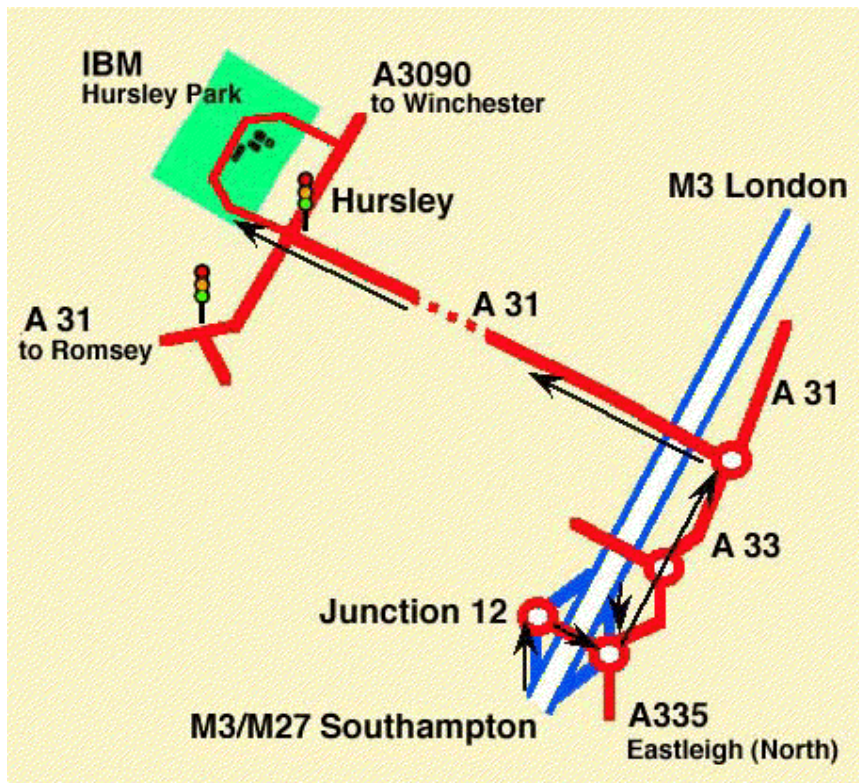 IBM
Hursley Park
A3090
to Winchester
M3 London
Hursley
A 31
A 31
to Romsey
A 31
A 33
Junction 12
M3/M27 Southampton
A335
Eastleigh (North)